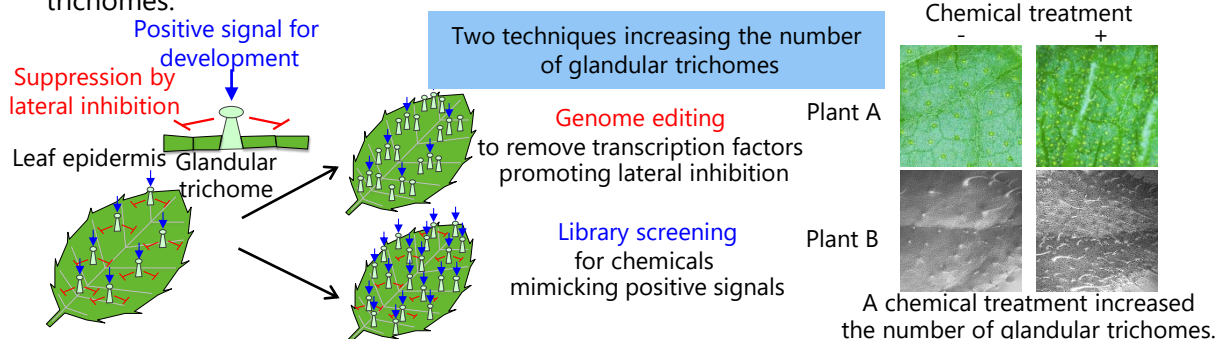 trichomes.
Positive signal for
development
Suppression by
lateral inhibition
Leaf epidermis
Glandular
trichome
Two techniques increasing the number
of glandular trichomes
Genome editing
to remove transcription factors
promoting lateral inhibition
Library screening
for chemicals
mimicking positive signals
Chemical treatment
- +
Plant A
Plant B
A chemical treatment increased
the number of glandular trichomes.